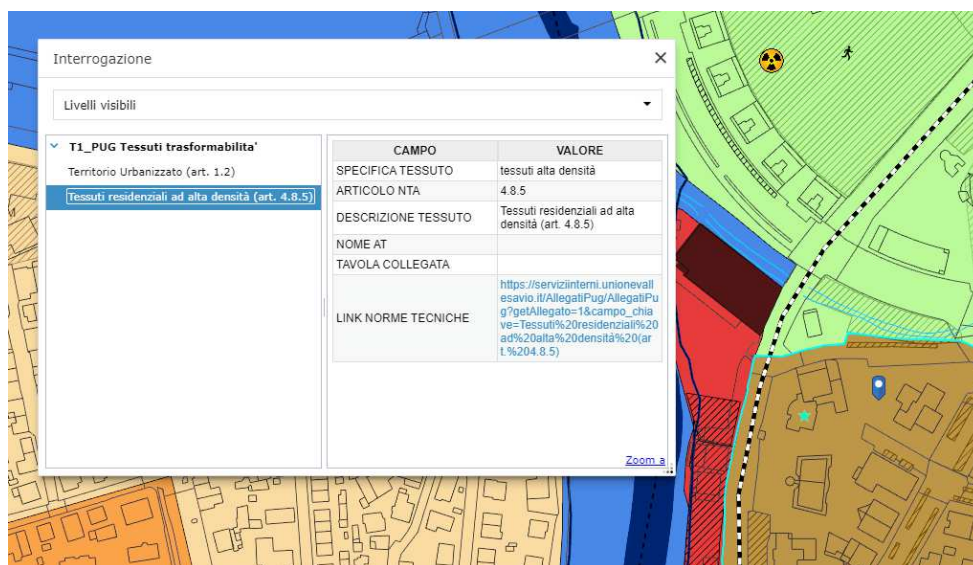 Interrogazione
Livelli visibili
T1_PUG Tessuti trasformabilita'
Territorio Urbanizzato (art. 1.2)
Tessuti residenziali ad alta densità (art. 4.8.5)
CAMPO VALORE
SPECIFICA TESSUTO tessuti alta densità
ARTICOLO NTA 4.8.5
DESCRIZIONE TESSUTO Tessuti residenziali ad alta
densità (art. 4.8.5)
NOME AT
TAVOLA COLLEGATA
LINK NORME TECNICHE https://serviziinterni.unionevall
esavio.it/AllegatiPug/AllegatiPu
g?getAllegato=1&campo_chia
ve=Tessuti%20residenziali%20
ad%20alta%20densità%20(ar
t.%204.8.5)
Zoom a